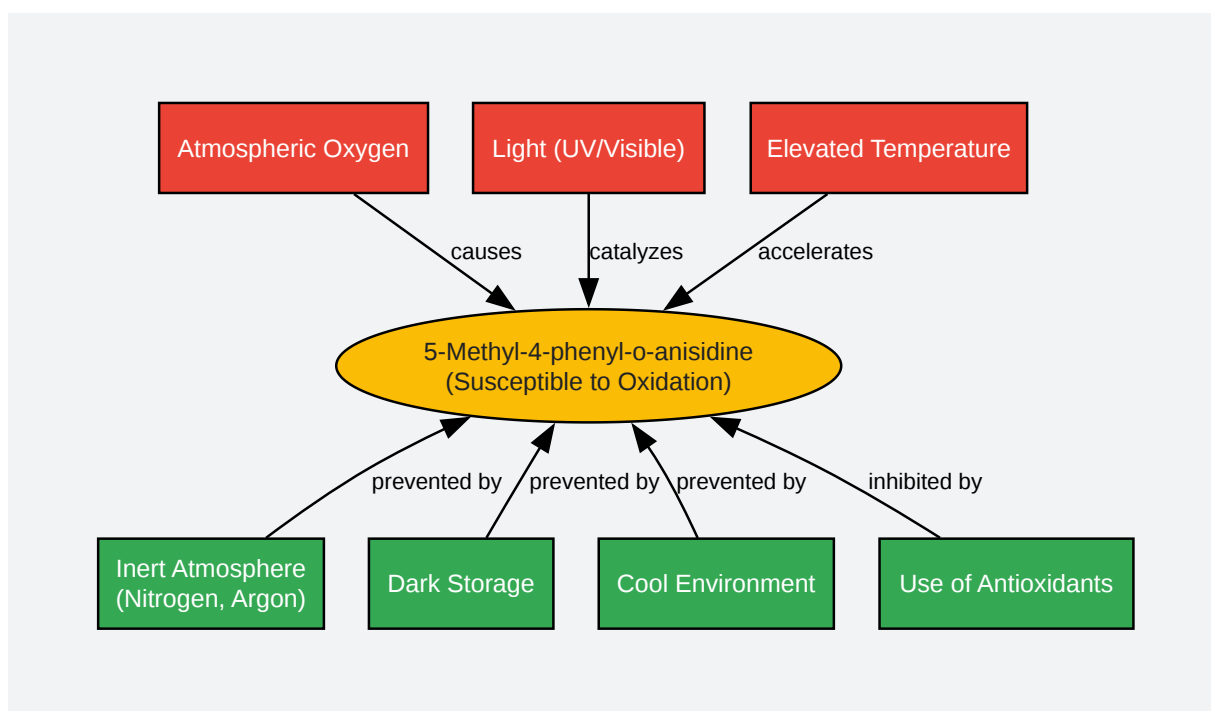 Atmospheric Oxygen
Light (UV/Visible)
Elevated Temperature
causes
catalyzes
accelerates
5-Methyl-4-phenyl-o-anisidine
(Susceptible to Oxidation)
prevented by
prevented by
prevented by
inhibited by
Inert Atmosphere
(Nitrogen, Argon)
Dark Storage
Cool Environment
Use of Antioxidants